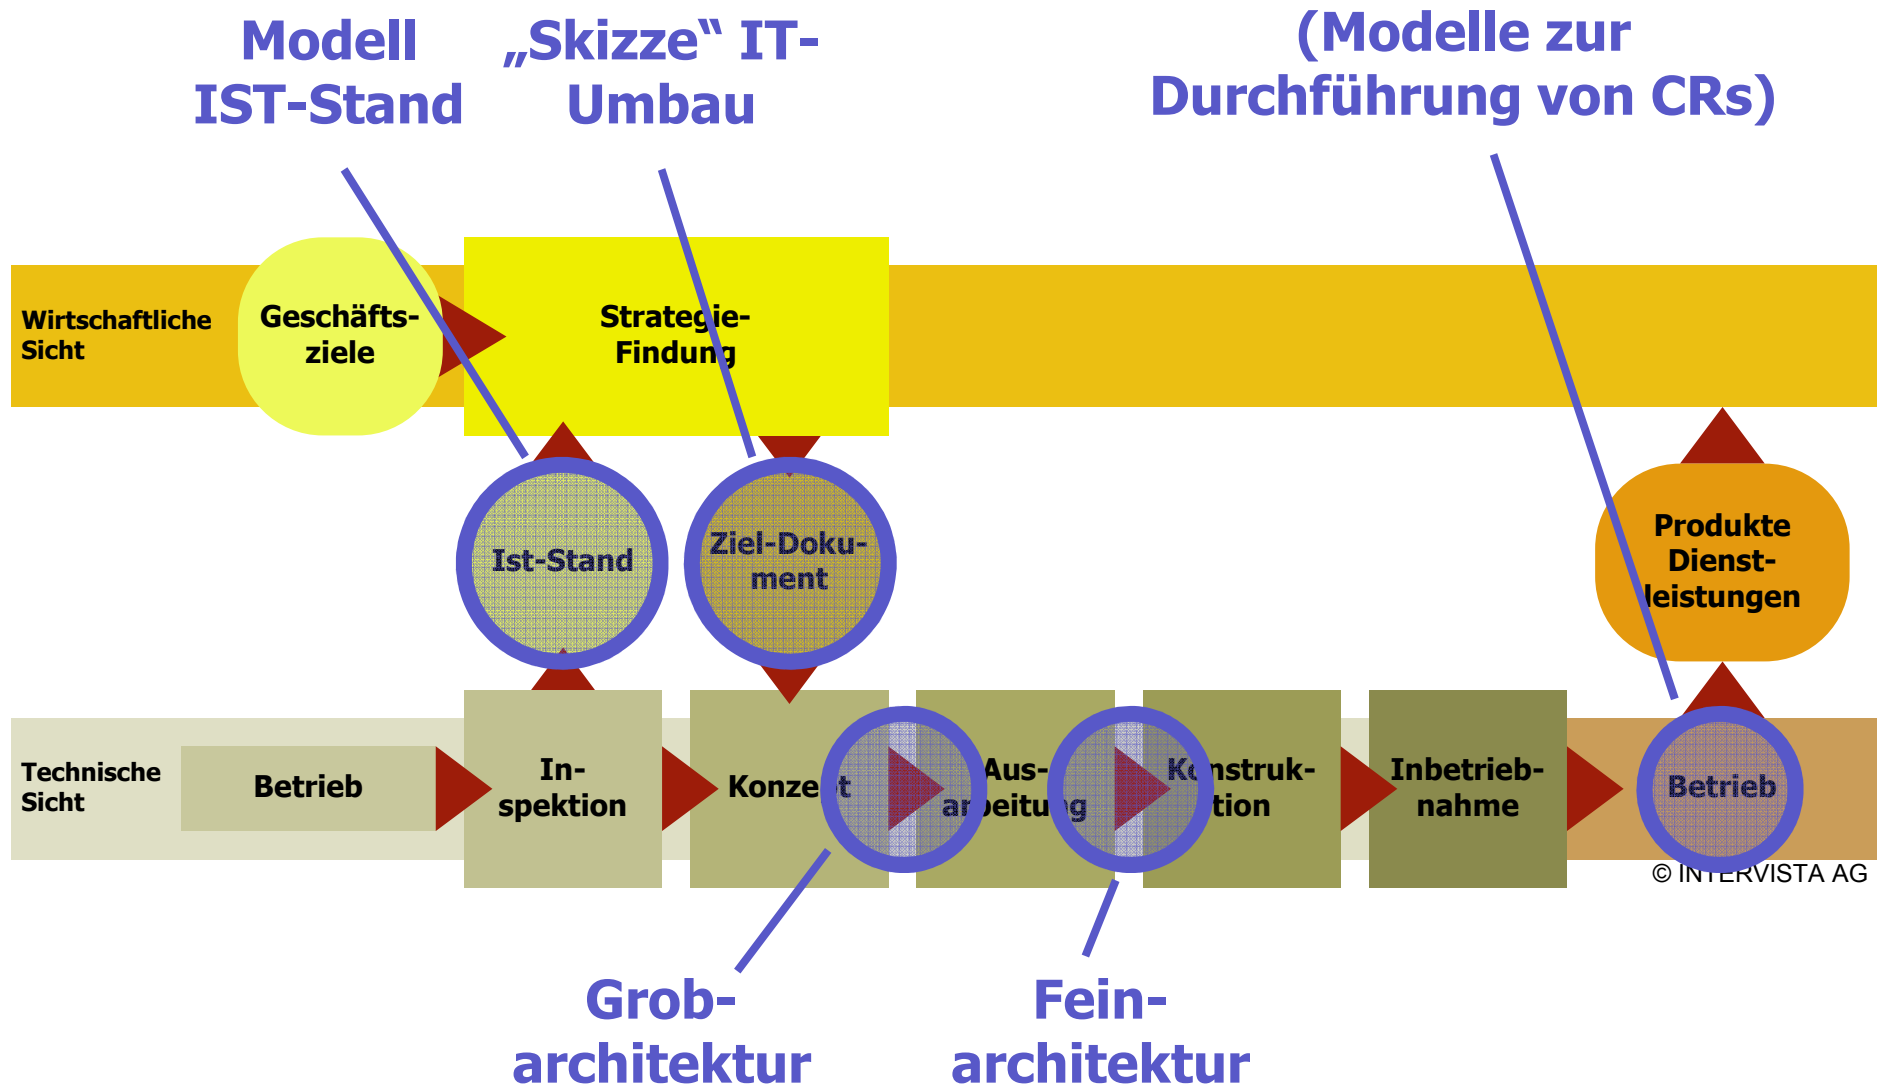 Modell
IST-Stand
„Skizze“ IT-
Umbau
(Modelle zur
Durchführung von CRs)
Wirtschaftliche
Sicht
Geschäfts-
ziele
Strategie-
Findung
Ist-Stand
Ziel-Doku-
ment
Produkte
Dienst-
leistungen
Technische
Sicht
Betrieb
In-
spektion
Konzept
Aus-
arbeitung
Konstruk-
tion
Inbetrieb-
nahme
Betrieb
© INTERVISTA AG
Grob-
architektur
Fein-
architektur